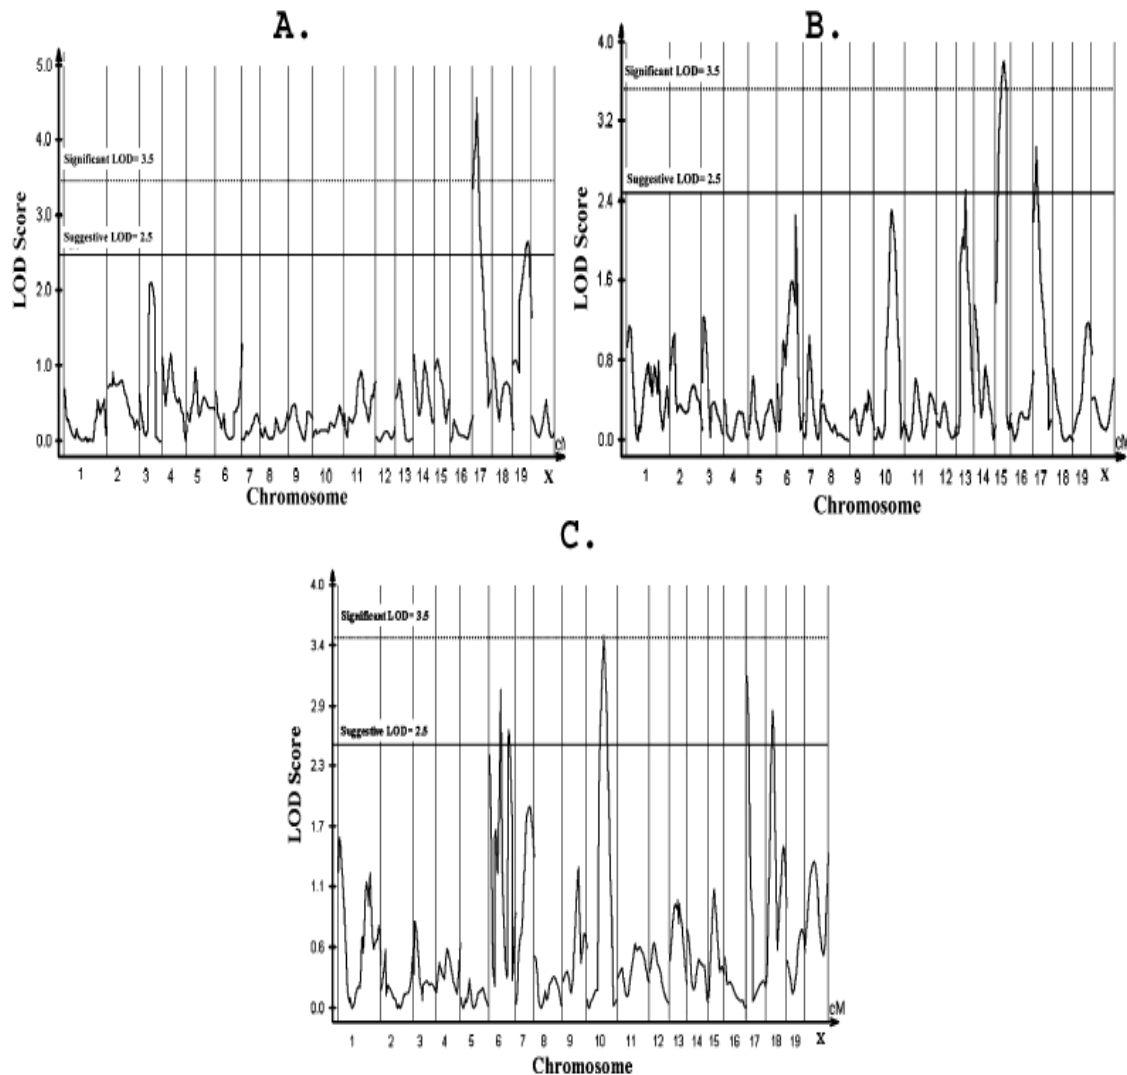 A.
5.0
4.0
Significant LOD= 3.5
3.0
Suggestive LOD= 2.5
2.0
1.0
0.0
LOD Score
cM
1 2 3 4 5 6 7 8 9 10 11 12 13 14 15 16 17 18 19 X
Chromosome
B.
4.0
Significant LOD= 3.5
3.2
Suggestive LOD= 2.5
2.4
1.6
0.8
0.0
LOD Score
cM
1 2 3 4 5 6 7 8 9 10 11 12 13 14 15 16 17 18 19 X
Chromosome
C.
4.0
Significant LOD= 3.5
3.4
2.9
Suggestive LOD= 2.5
2.3
1.7
1.1
0.6
0.0
LOD Score
cM
1 2 3 4 5 6 7 8 9 10 11 12 13 14 15 16 17 18 19 X
Chromosome